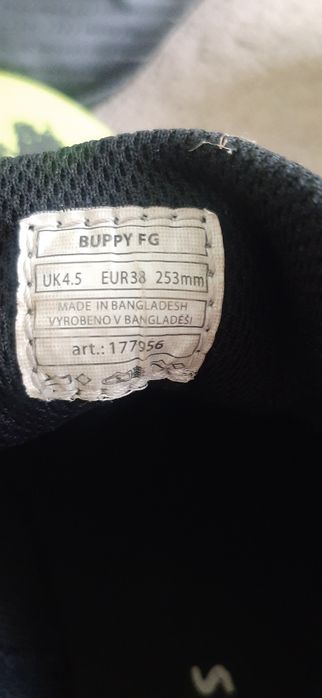 BUPPY FG
UK4.5 EUR38 253mm
MADE IN BANGLADESH
VYROBENO V BANGLADÉŠI
art.: 177956